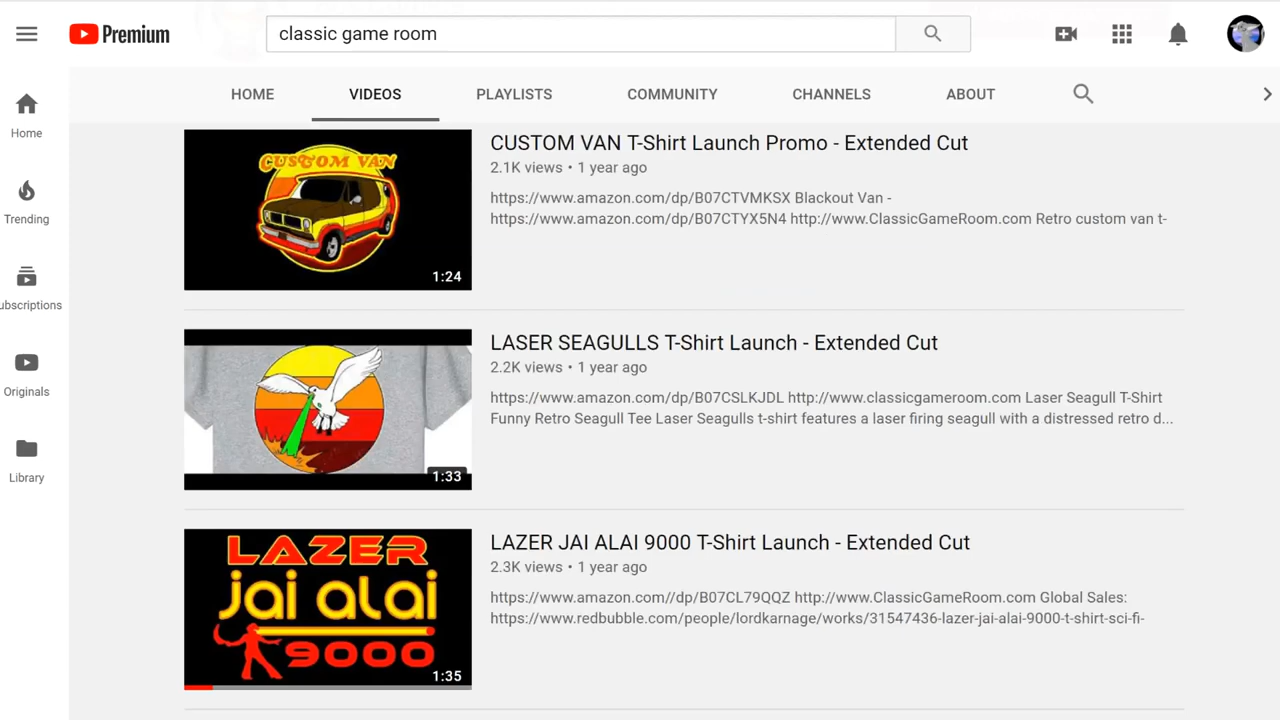 Premium
classic game room
HOME VIDEOS PLAYLISTS COMMUNITY CHANNELS ABOUT
Home
Trending
ubscriptions
Originals
Library
CUSTOM VAN
1:24
CUSTOM VAN T-Shirt Launch Promo - Extended Cut
2.1K views • 1 year ago
https://www.amazon.com/dp/B07CTVMKSX Blackout Van -
https://www.amazon.com/dp/B07CTYX5N4 http://www.ClassicGameRoom.com Retro custom van t-
1:33
LASER SEAGULLS T-Shirt Launch - Extended Cut
2.2K views • 1 year ago
https://www.amazon.com/dp/B07CSLKJDL http://www.classicgameroom.com Laser Seagull T-Shirt
Funny Retro Seagull Tee Laser Seagulls t-shirt features a laser firing seagull with a distressed retro d...
LAZER
jai alai
9000
1:35
LAZER JAI ALAI 9000 T-Shirt Launch - Extended Cut
2.3K views • 1 year ago
https://www.amazon.com//dp/B07CL79QQZ http://www.ClassicGameRoom.com Global Sales:
https://www.redbubble.com/people/lordkarnage/works/31547436-lazer-jai-alai-9000-t-shirt-sci-fi-